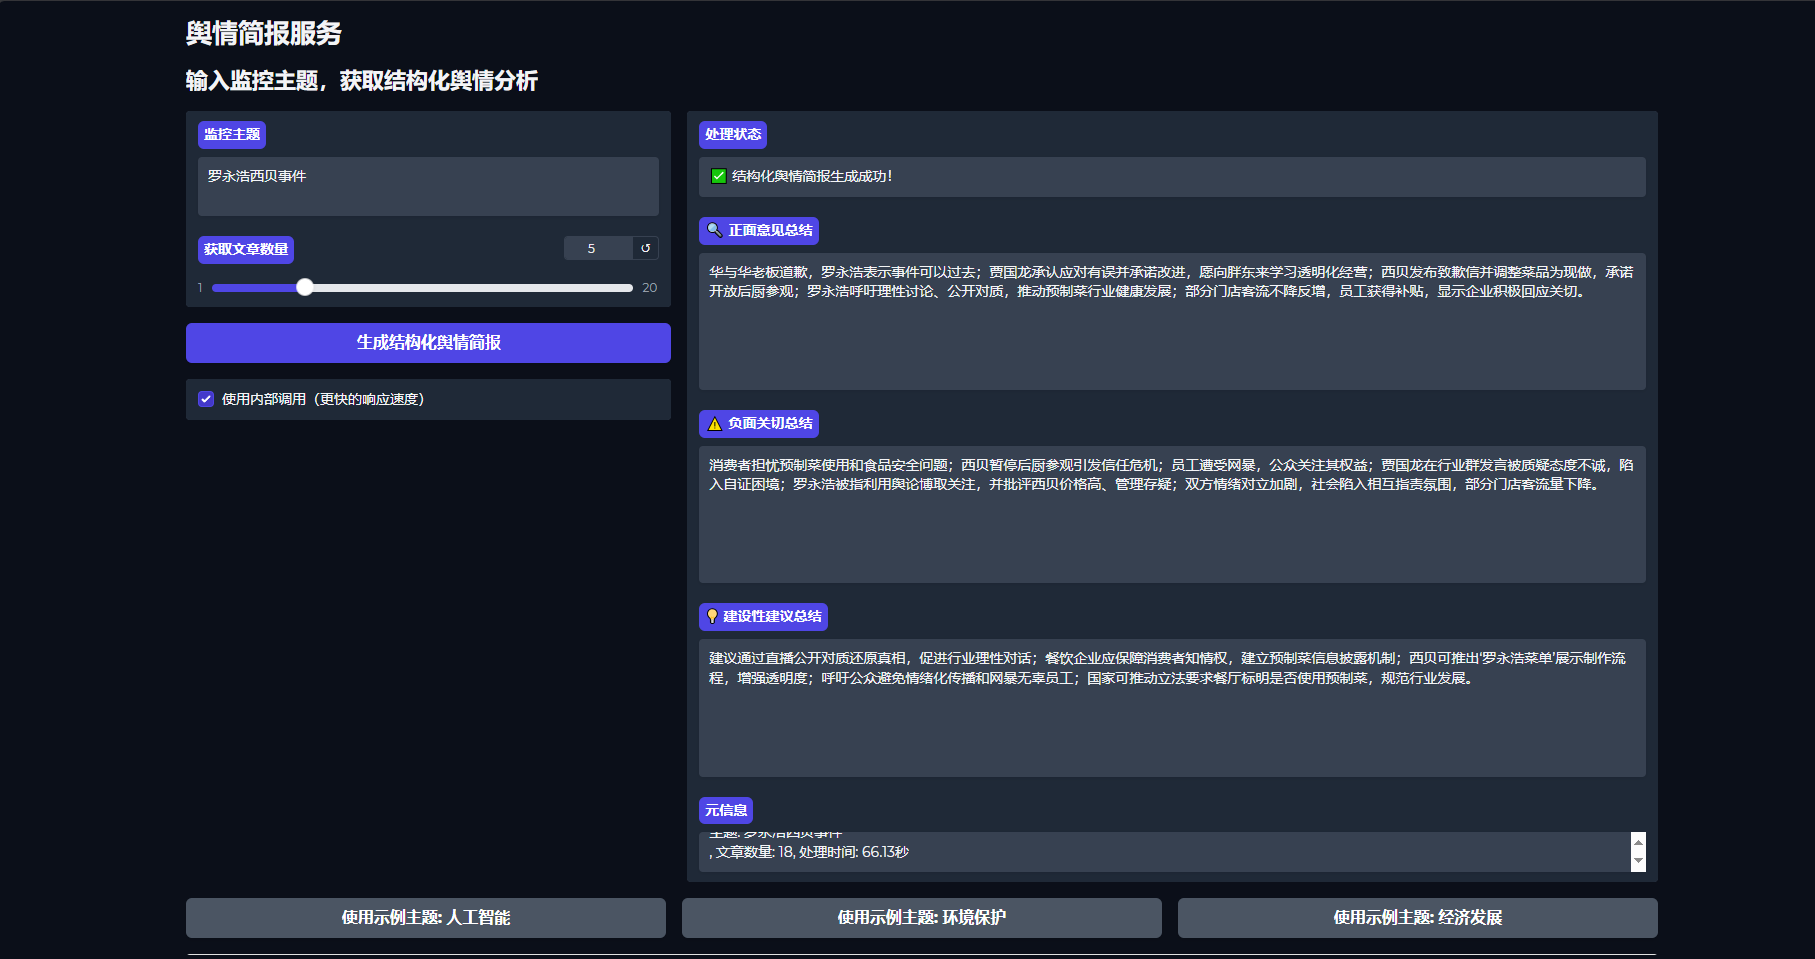 舆情简报服务
输入监控主题，获取结构化舆情分析
监控主题
罗永浩西贝事件
获取文章数量
5
↺
1
20
生成结构化舆情简报
使用内部调用（更快的响应速度）
处理状态
✅ 结构化舆情简报生成成功！
🔍 正面意见总结
华与华老板道歉，罗永浩表示事件可以过去；贾国龙承认应对有误并承诺改进，愿向胖东来学习透明化经营；西贝发布致歉信并调整菜品为现做，承诺
开放后厨参观；罗永浩呼吁理性讨论、公开对质，推动预制菜行业健康发展；部分门店客流不降反增，员工获得补贴，显示企业积极回应关切。
⚠️ 负面关切总结
消费者担忧预制菜使用和食品安全问题；西贝暂停后厨参观引发信任危机；员工遭受网暴，公众关注其权益；贾国龙在行业群发言被质疑态度不诚，陷
入自证困境；罗永浩被指利用舆论博取关注，并批评西贝价格高、管理存疑；双方情绪对立加剧，社会陷入相互指责氛围，部分门店客流量下降。
💡 建设性建议总结
建议通过直播公开对质还原真相，促进行业理性对话；餐饮企业应保障消费者知情权，建立预制菜信息披露机制；西贝可推出'罗永浩菜单'展示制作流
程，增强透明度；呼吁公众避免情绪化传播和网暴无辜员工；国家可推动立法要求餐厅标明是否使用预制菜，规范行业发展。
元信息
主题: 罗永浩西贝事件
, 文章数量: 18, 处理时间: 66.13秒
使用示例主题: 人工智能
使用示例主题: 环境保护
使用示例主题: 经济发展